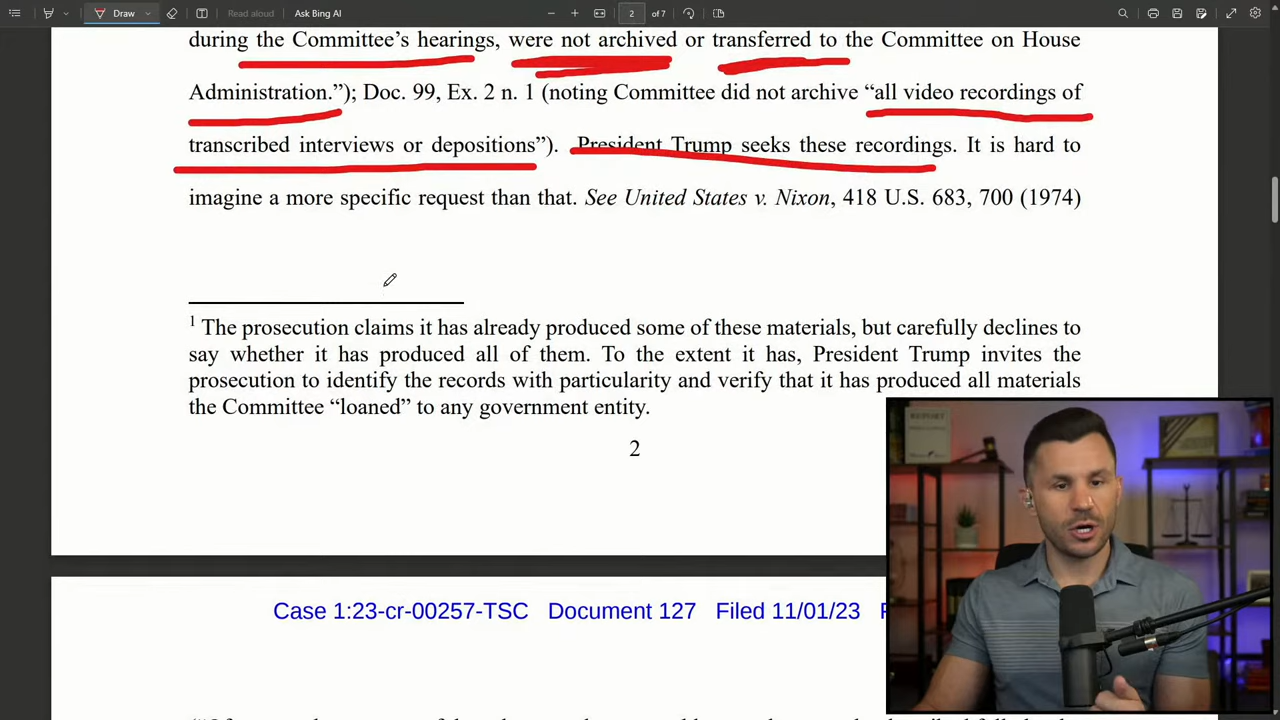 Draw
Read aloud
Ask Bing AI
2 of 7
during the Committee's hearings, were not archived or transferred to the Committee on House
Administration."); Doc. 99, Ex. 2 n. 1 (noting Committee did not archive "all video recordings of
transcribed interviews or depositions"). President Trump seeks these recordings. It is hard to
imagine a more specific request than that. See United States v. Nixon, 418 U.S. 683, 700 (1974)
1 The prosecution claims it has already produced some of these materials, but carefully declines to
say whether it has produced all of them. To the extent it has, President Trump invites the
prosecution to identify the records with particularity and verify that it has produced all materials
the Committee "loaned" to any government entity.
2
REPORT
Case 1:23-cr-00257-TSC Document 127 Filed 11/01/23